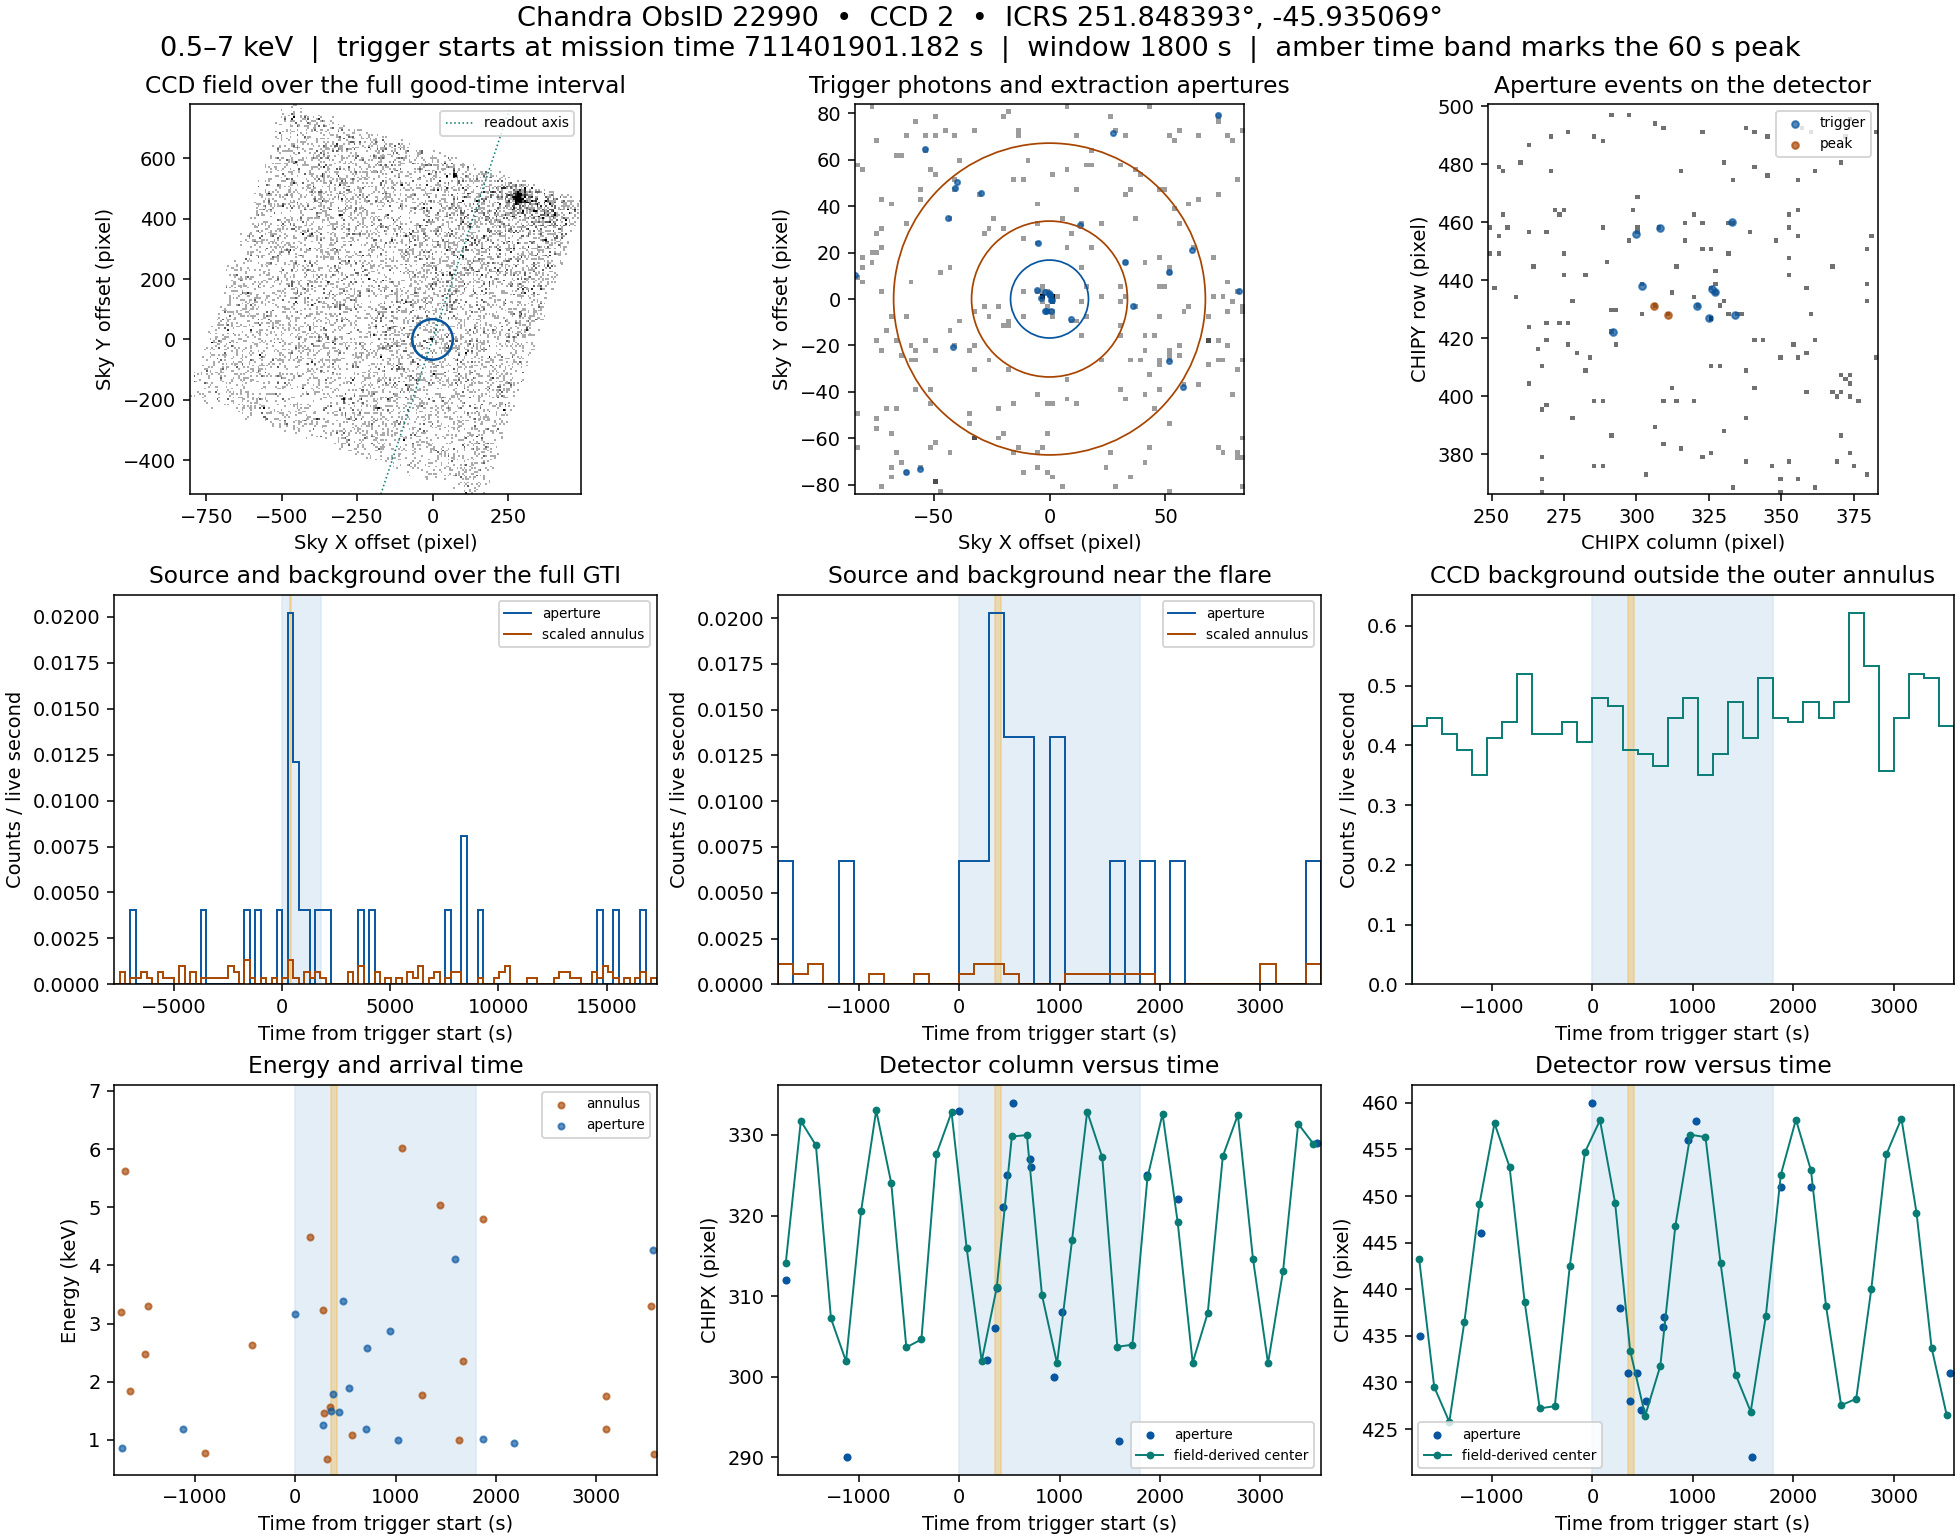 Chandra ObsID 22990 • CCD 2 • ICRS 251.848393°, -45.935069°
0.5–7 keV | trigger starts at mission time 711401901.182 s | window 1800 s | amber time band marks the 60 s peak
CCD field over the full good-time interval
readout axis
600
400
200
0
−200
−400
−750
−500
−250
0
250
Sky Y offset (pixel)
Sky X offset (pixel)
Trigger photons and extraction apertures
80
60
40
20
0
−20
−40
−60
−80
−50
0
50
Sky Y offset (pixel)
Sky X offset (pixel)
Aperture events on the detector
trigger
peak
500
480
460
440
420
400
380
250
275
300
325
350
375
CHIPY row (pixel)
CHIPX column (pixel)
Source and background over the full GTI
aperture
scaled annulus
0.0200
0.0175
0.0150
0.0125
0.0100
0.0075
0.0050
0.0025
0.0000
−5000
0
5000
10000
15000
Counts / live second
Time from trigger start (s)
Source and background near the flare
aperture
scaled annulus
0.0200
0.0175
0.0150
0.0125
0.0100
0.0075
0.0050
0.0025
0.0000
−1000
0
1000
2000
3000
Counts / live second
Time from trigger start (s)
CCD background outside the outer annulus
0.6
0.5
0.4
0.3
0.2
0.1
0.0
−1000
0
1000
2000
3000
Counts / live second
Time from trigger start (s)
Energy and arrival time
annulus
aperture
7
6
5
4
3
2
1
−1000
0
1000
2000
3000
Energy (keV)
Time from trigger start (s)
Detector column versus time
aperture
field-derived center
330
320
310
300
290
−1000
0
1000
2000
3000
CHIPX (pixel)
Time from trigger start (s)
Detector row versus time
aperture
field-derived center
460
455
450
445
440
435
430
425
−1000
0
1000
2000
3000
CHIPY (pixel)
Time from trigger start (s)